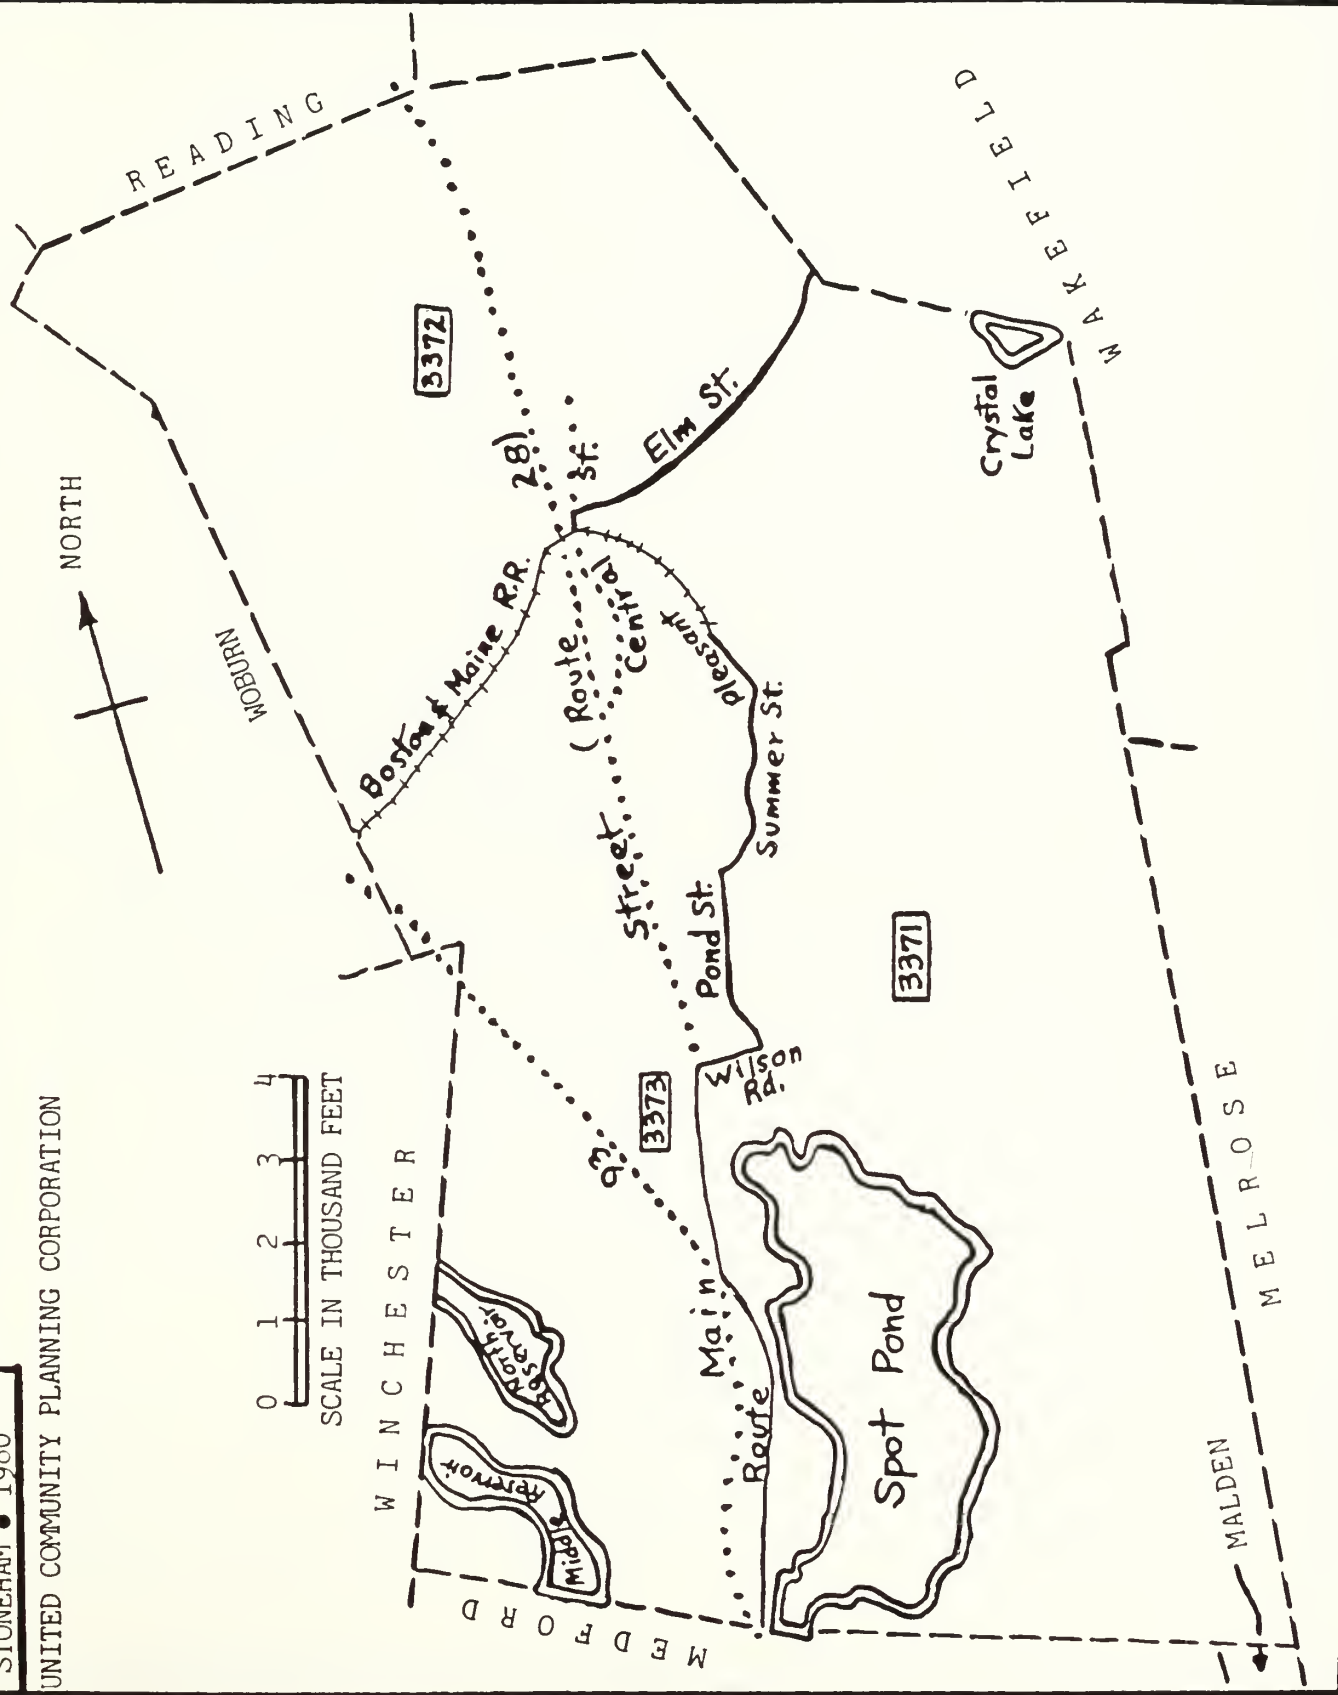 STONEHAM • 1980
UNITED COMMUNITY PLANNING CORPORATION
0 1 2 3 4
SCALE IN THOUSAND FEET
NORTH
READING
WOBURN
WINCHESTER
MEDFORD
MALDEN
MELROSE
WAKEFIELD
3372
3373
3371
Boston & Maine R.R.
Main Street (Route 28)
Central St.
Elm St.
Pleasant
Summer St.
Pond St.
Wilson Rd.
Route 93
North
Reservoir
Middle Reservoir
Spot Pond
Crystal
Lake